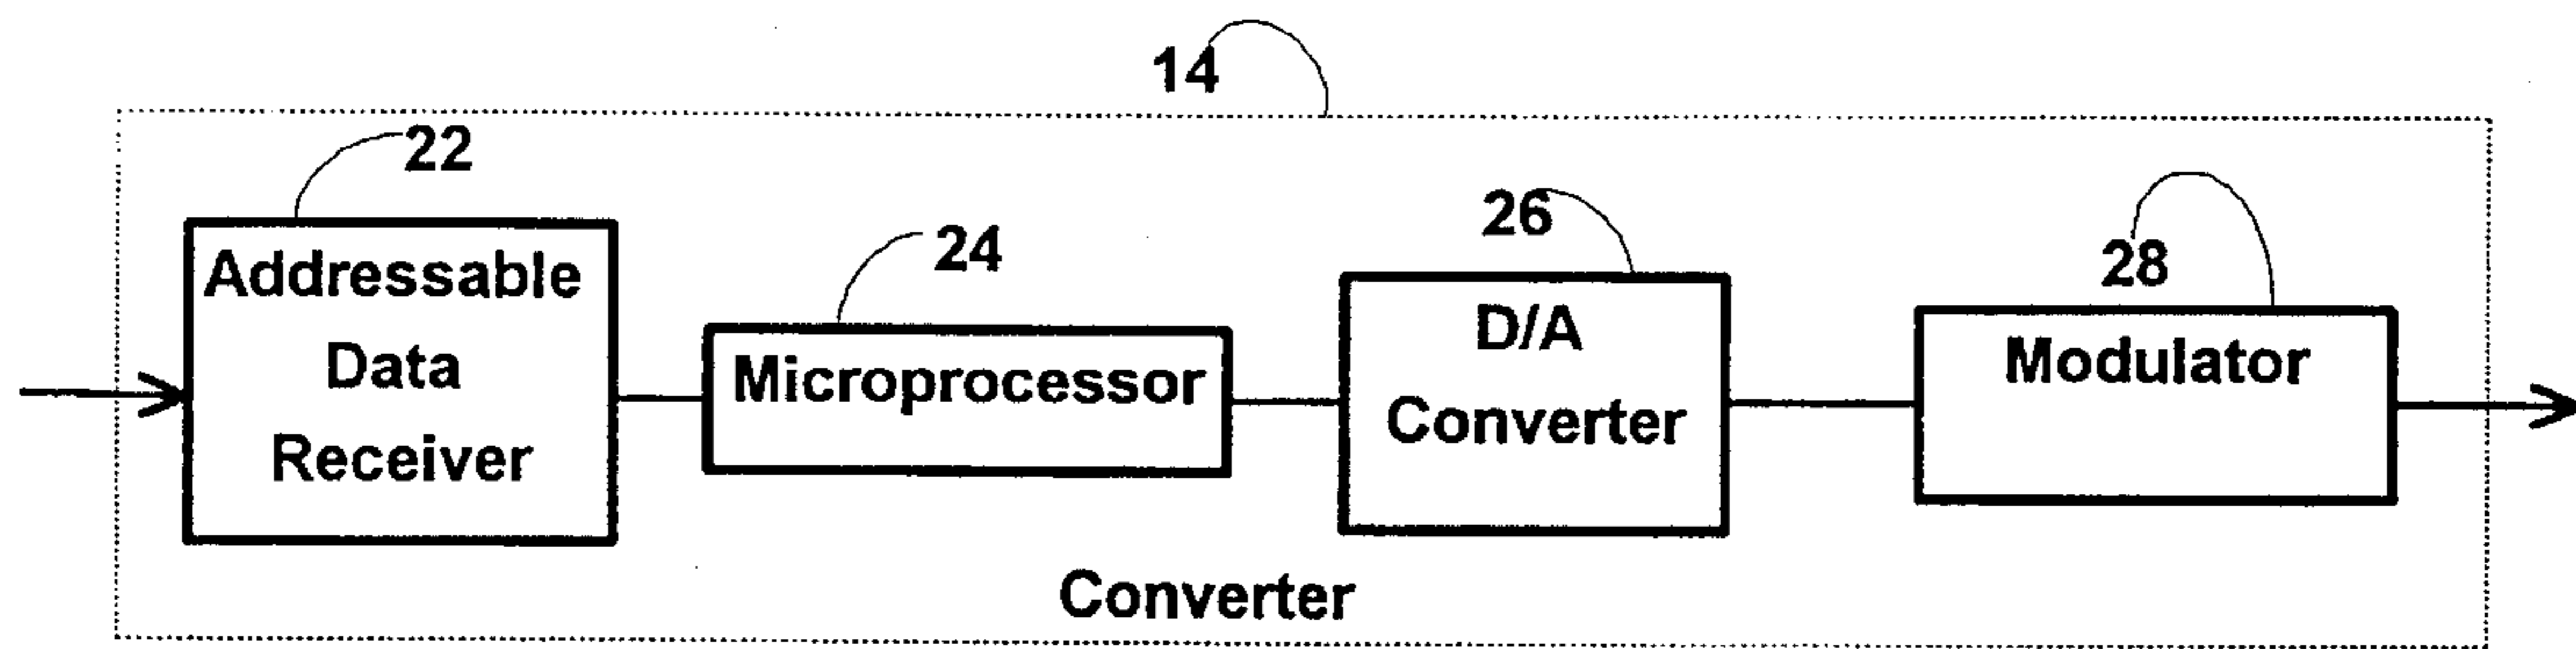 14
22
Addressable
Data
Receiver
24
Microprocessor
26
D/A
Converter
28
Modulator
Converter